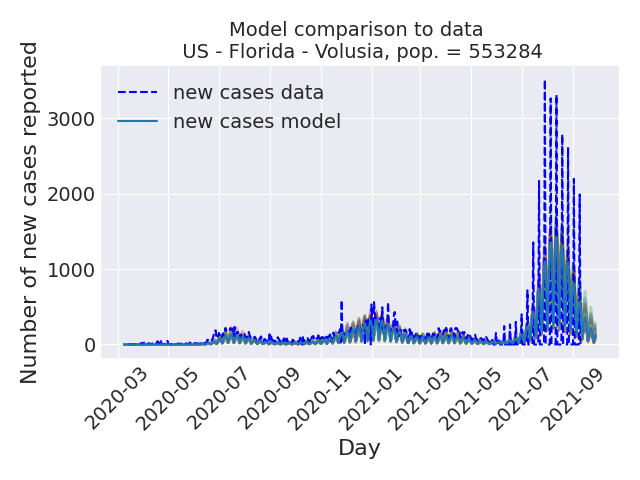 Model comparison to data
US - Florida - Volusia, pop. = 553284
Number of new cases reported
3000
2000
1000
0
new cases data
new cases model
2020-03
2020-05
2020-07
2020-09
2020-11
2021-01
2021-03
2021-05
2021-07
2021-09
Day